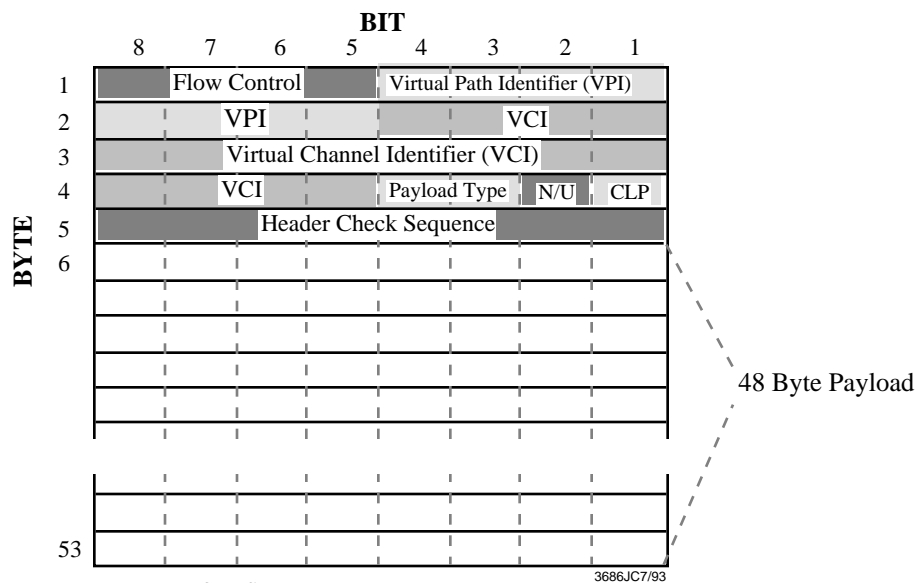 BIT
8 7 6 5 4 3 2 1
1 Flow Control Virtual Path Identifier (VPI)
2 VPI VCI
3 Virtual Channel Identifier (VCI)
4 VCI Payload Type N/U CLP
5 Header Check Sequence
6
BYTE
48 Byte Payload
53
3686JC7/93